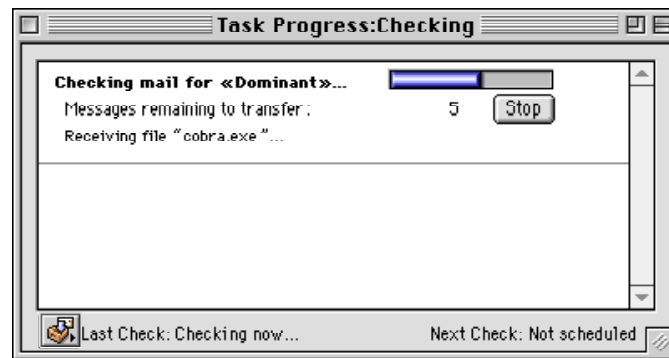 Task Progress:Checking
Checking mail for «Dominant»...
Messages remaining to transfer: 5 Stop
Receiving file "cobra.exe"...
Last Check: Checking now... Next Check: Not scheduled